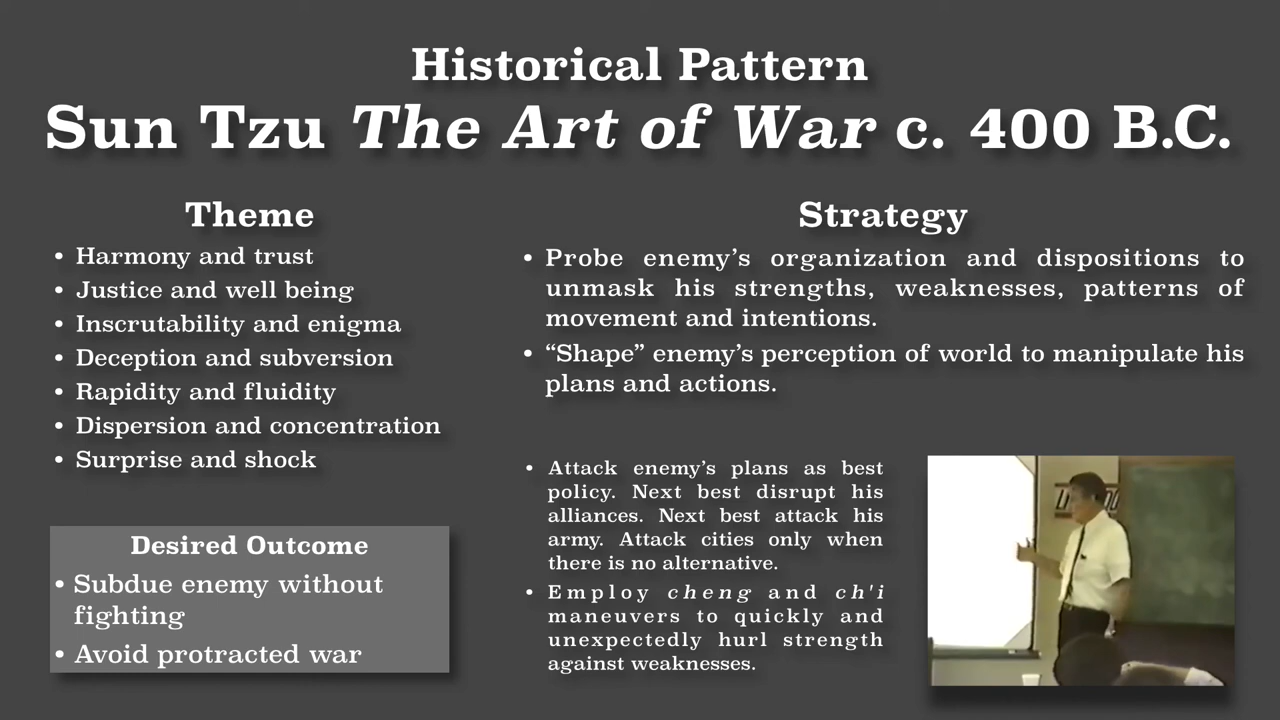 Historical Pattern
Sun Tzu The Art of War c. 400 B.C.
Theme
• Harmony and trust
• Justice and well being
• Inscrutability and enigma
• Deception and subversion
• Rapidity and fluidity
• Dispersion and concentration
• Surprise and shock
Desired Outcome
• Subdue enemy without
fighting
• Avoid protracted war
Strategy
• Probe enemy’s organization and dispositions to
unmask his strengths, weaknesses, patterns of
movement and intentions.
• “Shape” enemy’s perception of world to manipulate his
plans and actions.
• Attack enemy’s plans as best
policy. Next best disrupt his
alliances. Next best attack his
army. Attack cities only when
there is no alternative.
• Employ cheng and ch'i
maneuvers to quickly and
unexpectedly hurl strength
against weaknesses.